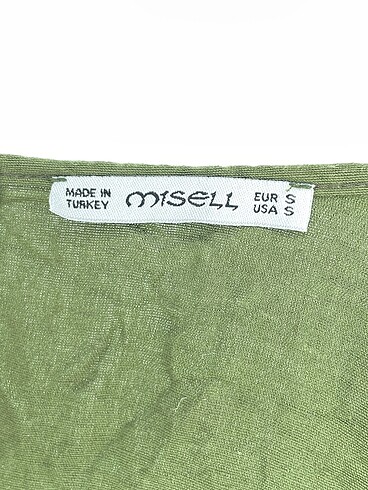 MADE IN
TURKEY
MISELL
EUR S
USA S